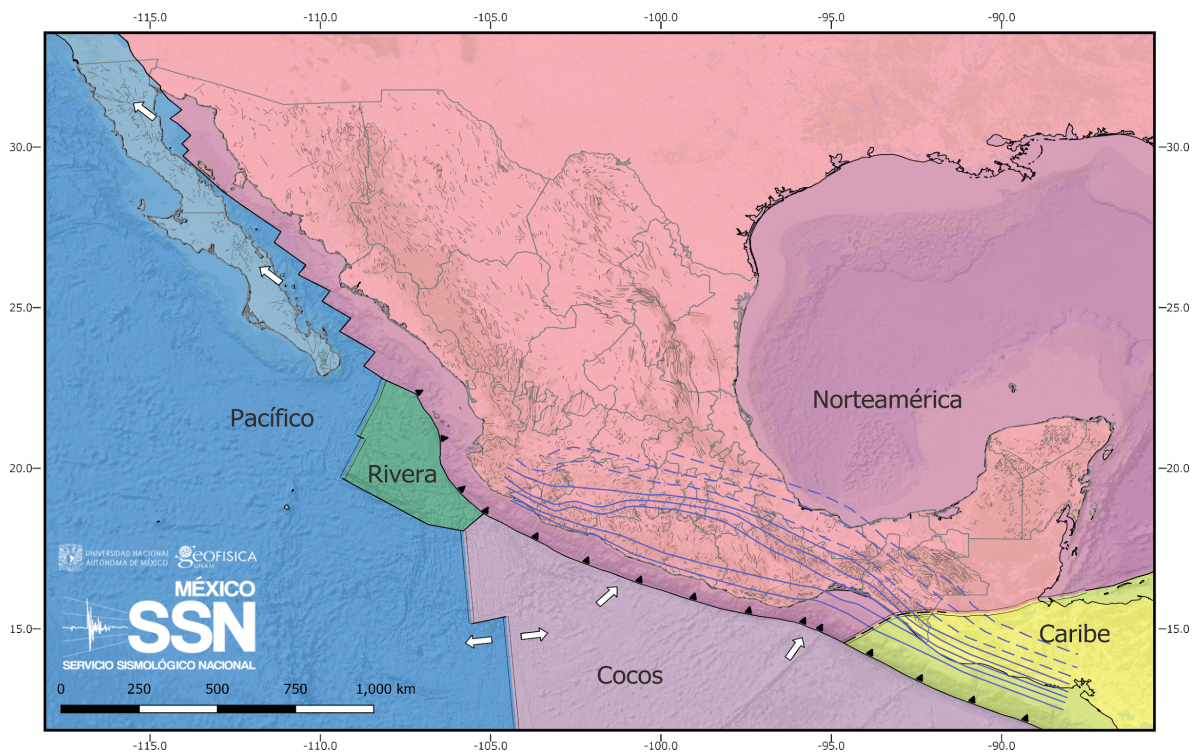 -115.0 -110.0 -105.0 -100.0 -95.0 -90.0
30.0 30.0
25.0 25.0
Norteamérica
Pacífico
20.0 Rivera 20.0
UNIVERSIDAD NACIONAL
AUTÓNOMA DE MÉXICO
GEOFISICA
UNAM
MÉXICO
SSN
SERVICIO SISMOLÓGICO NACIONAL
15.0 15.0
Caribe
Cocos
0 250 500 750 1,000 km
-115.0 -110.0 -105.0 -100.0 -95.0 -90.0